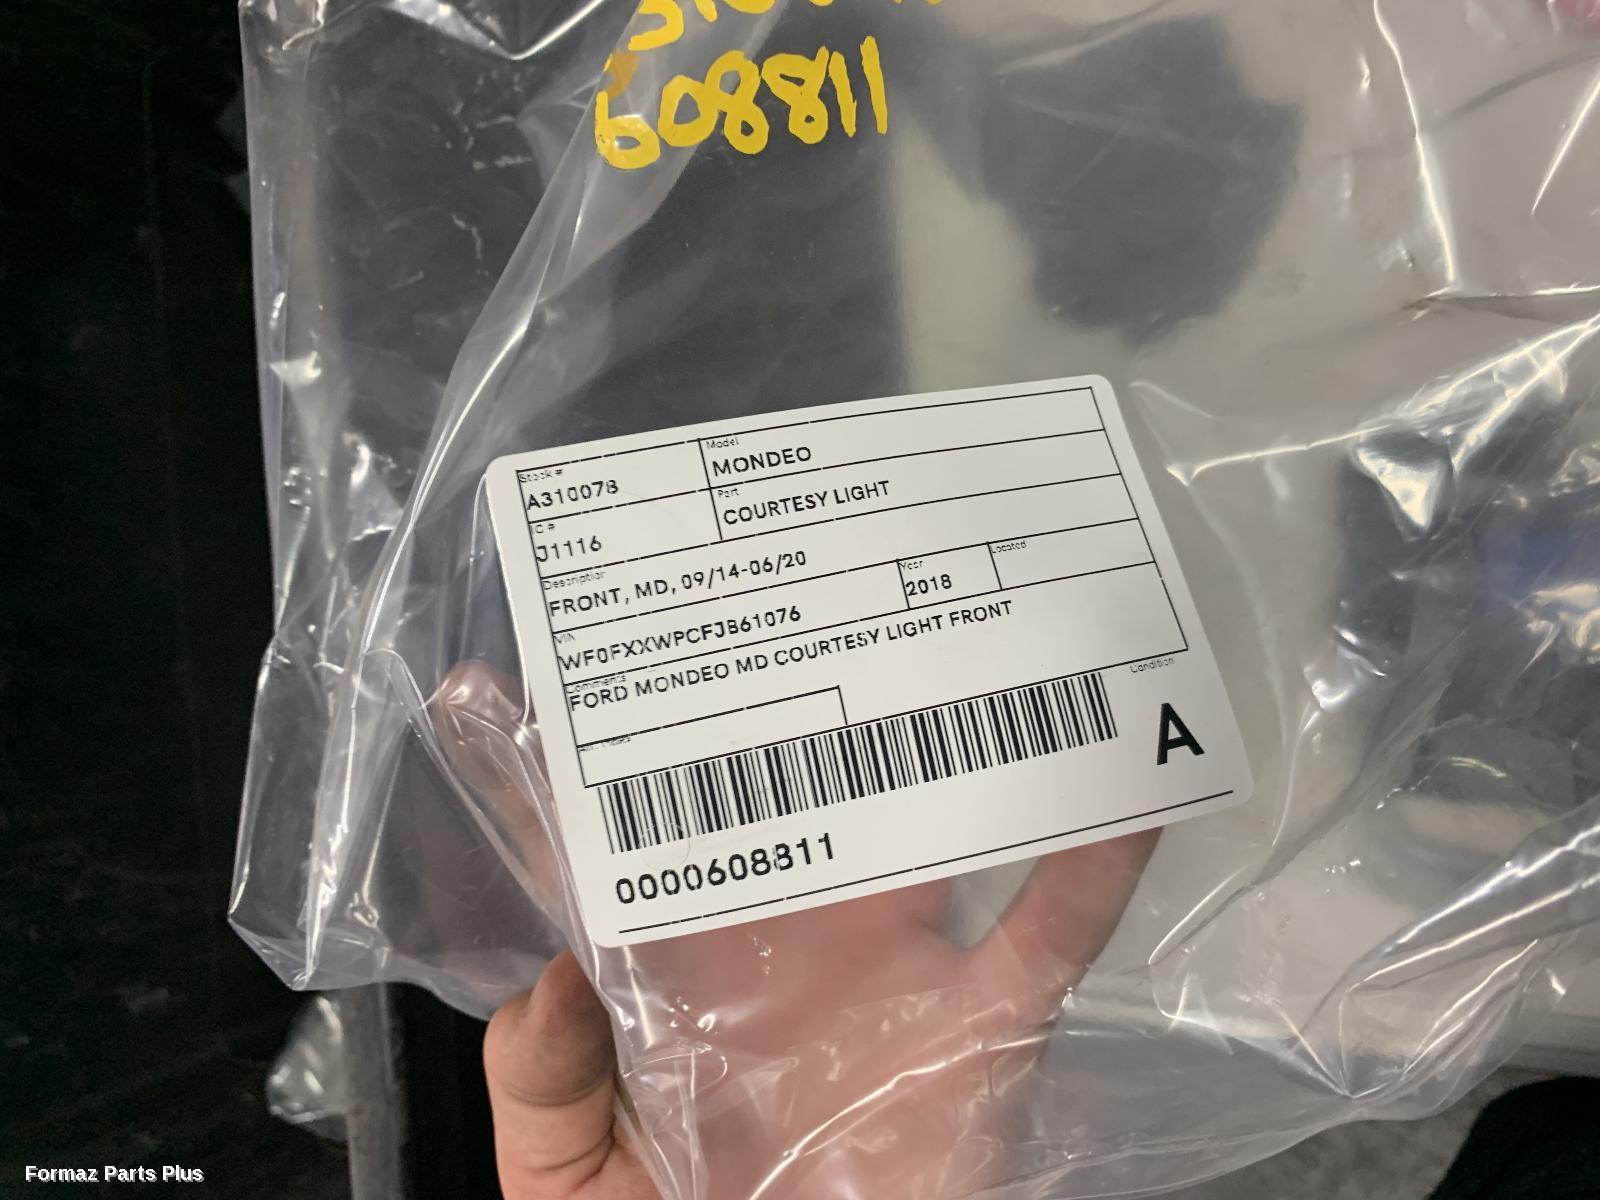 608811
Stock #
A310078
Model
MONDEO
IC #
J1116
Part
COURTESY LIGHT
Description
FRONT, MD, 09/14-06/20
VIN
WF0FXXWPCFJB61076
Year
2018
Located
Comments
FORD MONDEO MD COURTESY LIGHT FRONT
Condition
A
0000608811
Formaz Parts Plus